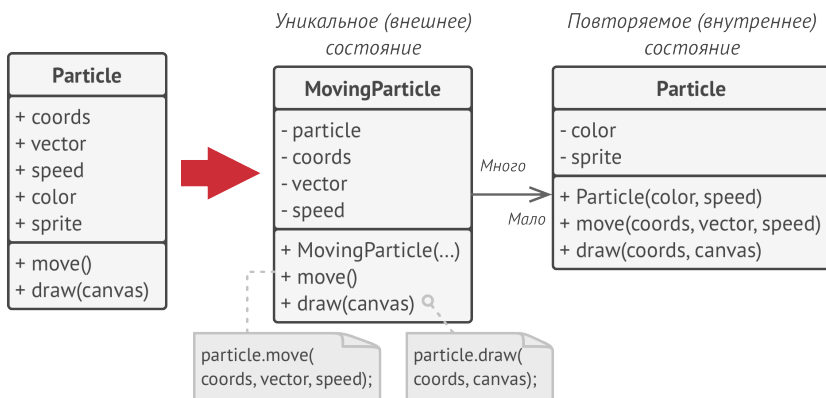 Уникальное (внешнее)
состояние
Повторяемое (внутреннее)
состояние
Particle
+ coords
+ vector
+ speed
+ color
+ sprite
+ move()
+ draw(canvas)
MovingParticle
- particle
- coords
- vector
- speed
+ MovingParticle(...)
+ move()
+ draw(canvas)
Много
Мало
Particle
- color
- sprite
+ Particle(color, speed)
+ move(coords, vector, speed)
+ draw(coords, canvas)
particle.move(
coords, vector, speed);
particle.draw(
coords, canvas);